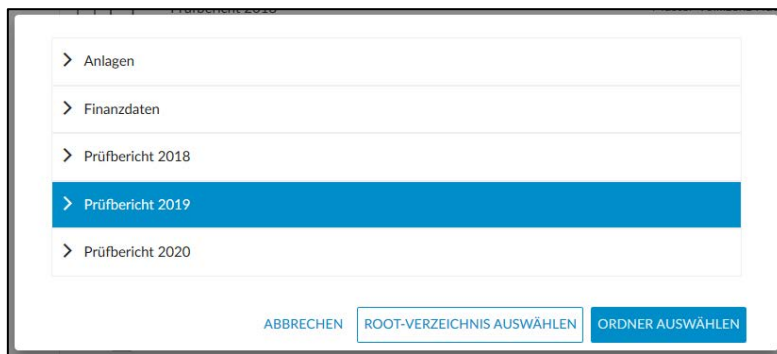 Anlagen
Finanzdaten
Prüfbericht 2018
Prüfbericht 2019
Prüfbericht 2020
ABBRECHEN ROOT-VERZEICHNIS AUSWÄHLEN ORDNER AUSWÄHLEN